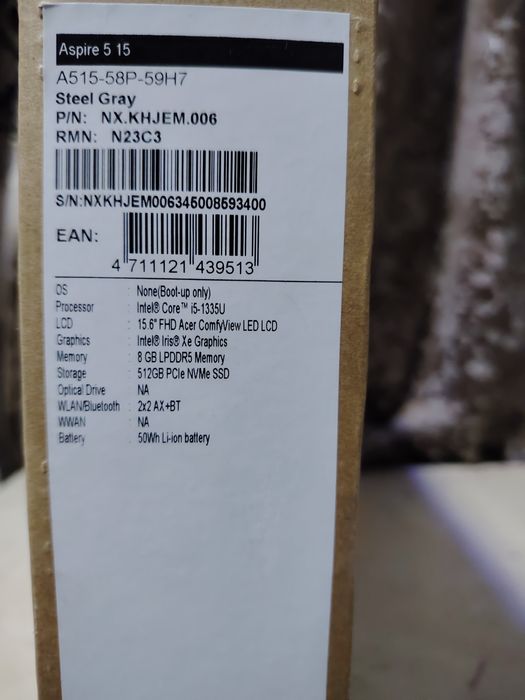 Aspire 5 15
A515-58P-59H7
Steel Gray
P/N: NX.KHJEM.006
RMN: N23C3
S/N:NXKHJEM006345008593400
EAN:
4 711121 439513
OS : None(Boot-up only)
Processor : Intel® Core™ i5-1335U
LCD : 15.6" FHD Acer ComfyView LED LCD
Graphics : Intel® Iris® Xe Graphics
Memory : 8 GB LPDDR5 Memory
Storage : 512GB PCIe NVMe SSD
Optical Drive : NA
WLAN/Bluetooth : 2x2 AX+BT
WWAN : NA
Battery : 50Wh Li-ion battery